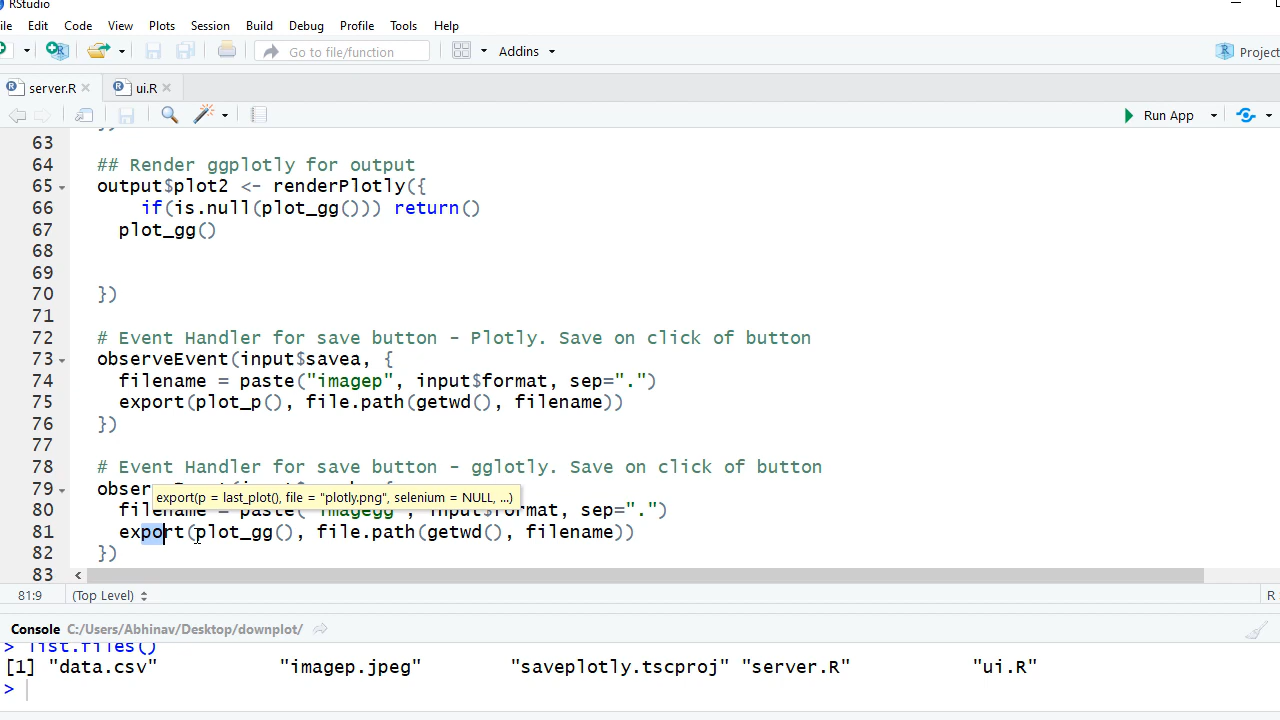 RStudio
ile Edit Code View Plots Session Build Debug Profile Tools Help
Go to file/function Addins Project
server.R ui.R
Run App
63 })
64 ## Render ggplotly for output
65 output$plot2 <- renderPlotly({
66 if(is.null(plot_gg())) return()
67 plot_gg()
68
69
70 })
71
72 # Event Handler for save button - Plotly. Save on click of button
73 observeEvent(input$savea, {
74 filename = paste("imagep", input$format, sep=".")
75 export(plot_p(), file.path(getwd(), filename))
76 })
77
78 # Event Handler for save button - gglotly. Save on click of button
79 obser
export(p = last_plot(), file = "plotly.png", selenium = NULL, ...)
80 filename = paste("imagegg", input$format, sep=".")
81 export(plot_gg(), file.path(getwd(), filename))
82 })
83
81:9 (Top Level) R
Console C:/Users/Abhinav/Desktop/downplot/
> list.files()
[1] "data.csv" "imagep.jpeg" "saveplotly.tscproj" "server.R" "ui.R"
>